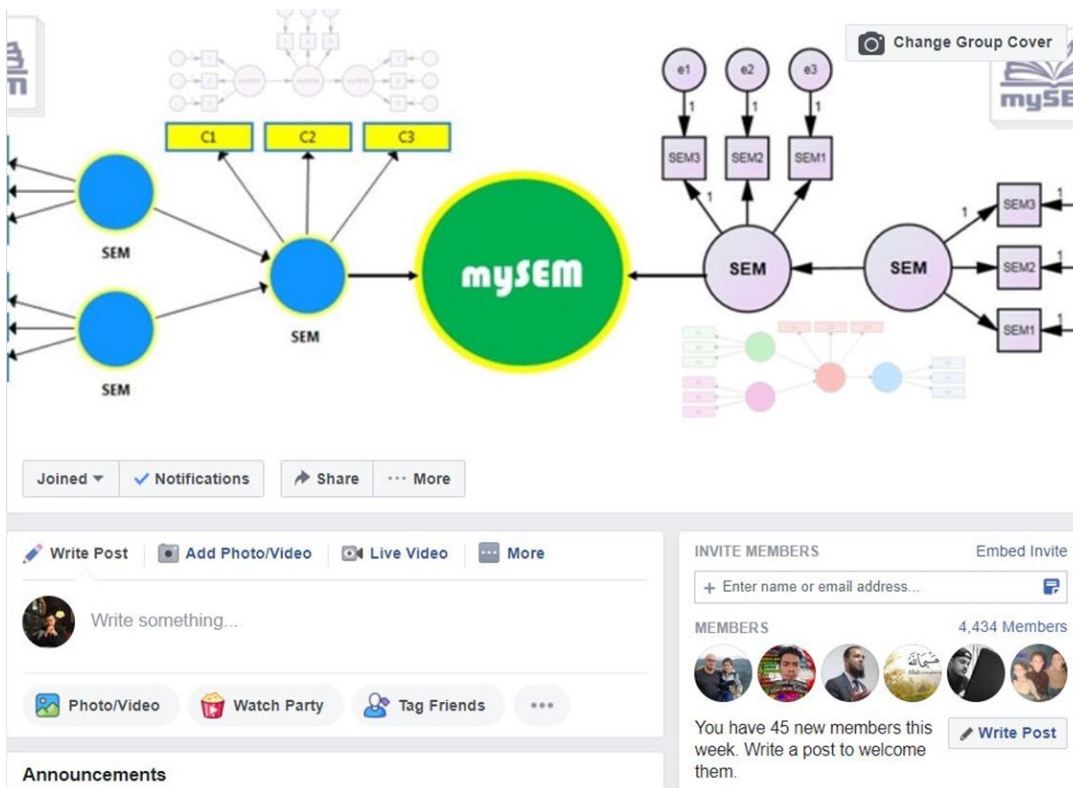 Change Group Cover
mySE
e1 e2 e3
1 1 1
C1 C2 C3
SEM3 SEM2 SEM1
1
SEM3
1
SEM
mySEM
SEM
SEM
SEM2
SEM
SEM1
SEM
Joined
Notifications
Share
··· More
Write Post
Add Photo/Video
Live Video
More
Write something...
Photo/Video
Watch Party
Tag Friends
Announcements
INVITE MEMBERS
Embed Invite
+ Enter name or email address...
MEMBERS
4,434 Members
You have 45 new members this
week. Write a post to welcome
them.
Write Post